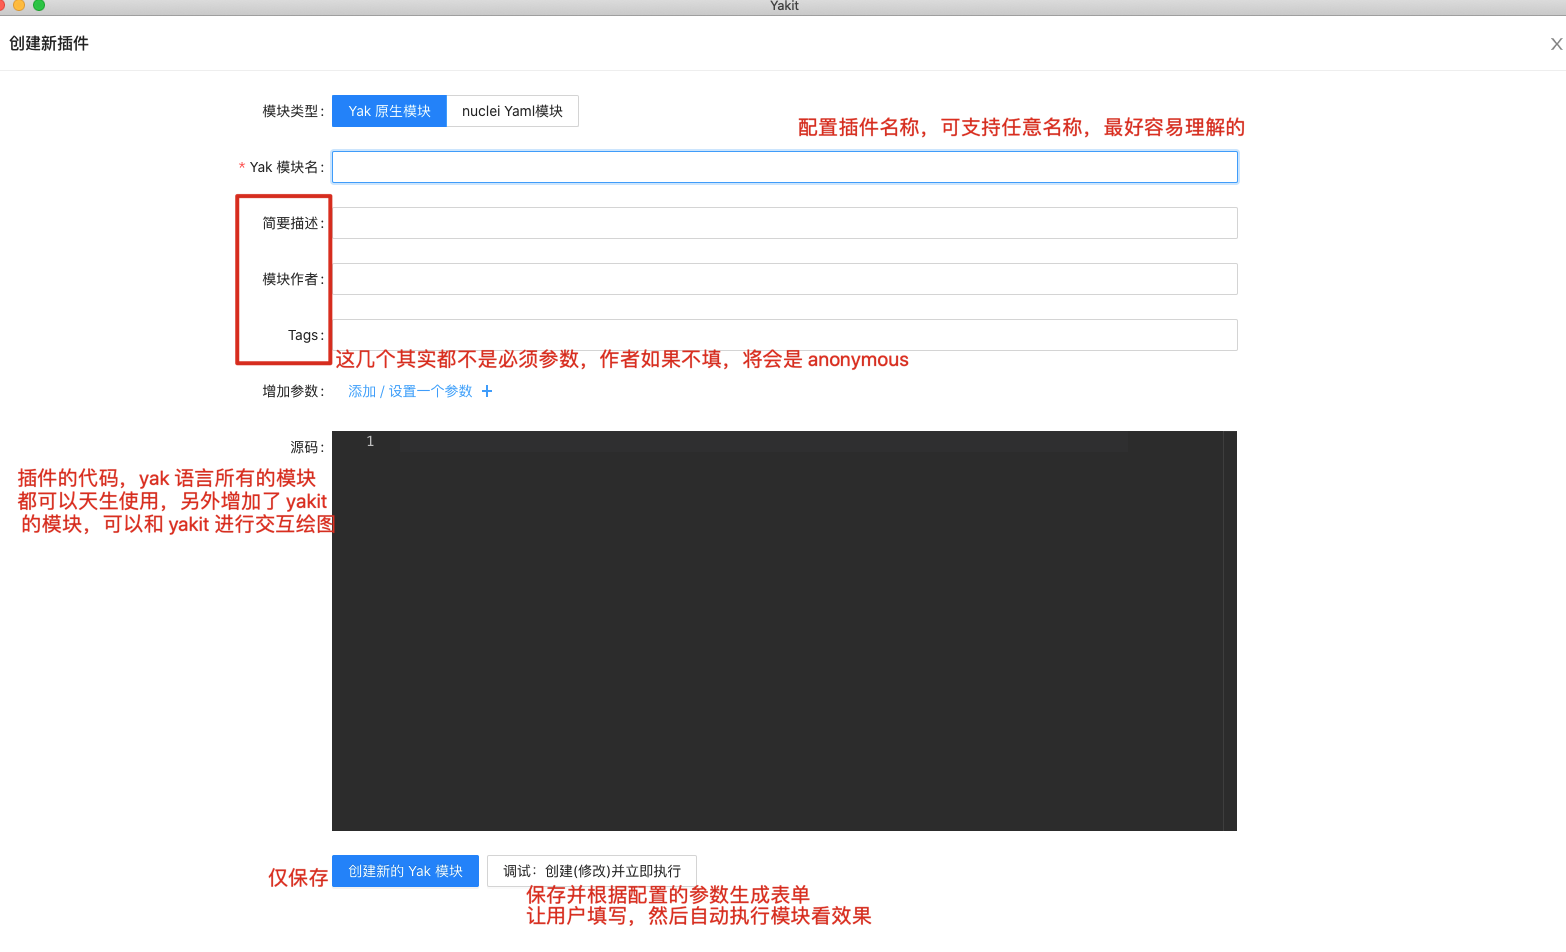 Yakit
创建新插件
X
模块类型：
Yak 原生模块
nuclei Yaml模块
配置插件名称，可支持任意名称，最好容易理解的
* Yak 模块名：
简要描述：
模块作者：
Tags：
这几个其实都不是必须参数，作者如果不填，将会是 anonymous
增加参数：
添加 / 设置一个参数 +
源码：
1
插件的代码，yak 语言所有的模块
都可以天生使用，另外增加了 yakit
的模块，可以和 yakit 进行交互绘图
仅保存
创建新的 Yak 模块
调试：创建(修改)并立即执行
保存并根据配置的参数生成表单
让用户填写，然后自动执行模块看效果